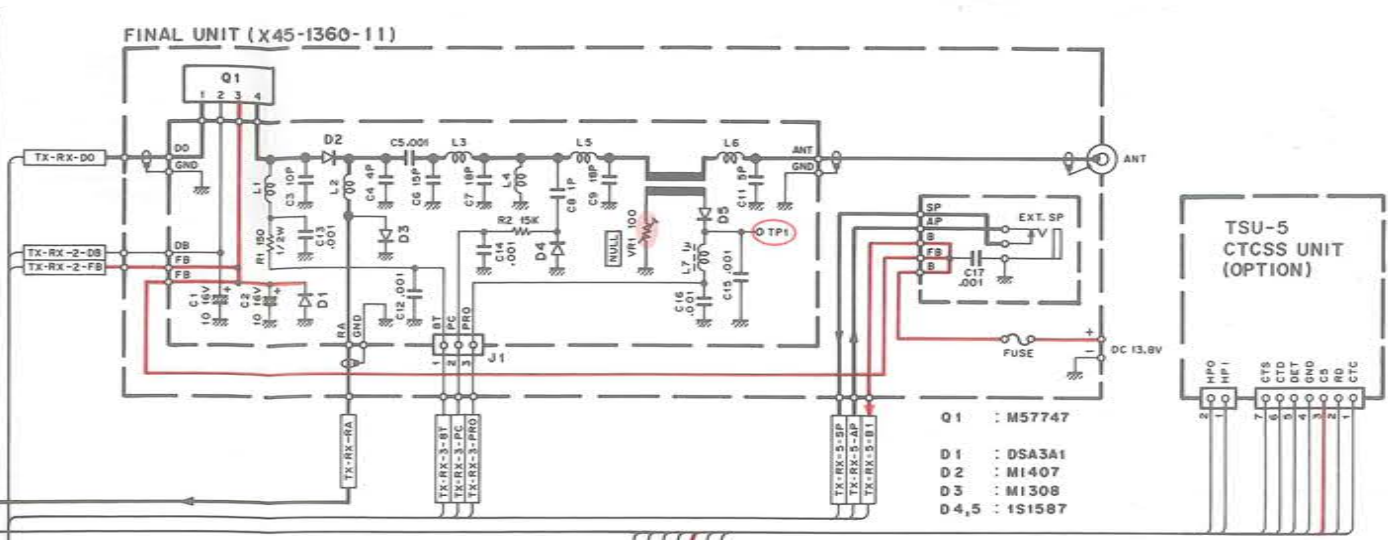 FINAL UNIT (X45-1360-11)
Q1
1 2 3 4
TX-RX-DO
DO
GND
D2
C5 .001
L3
L5
L6
ANT
GND
ANT
L1
C3 10P
L2
C4 4P
C6 15P
C7 18P
L4
C8 1P
C9 18P
C11 5P
R1 150
1/2W
C13
.001
D3
R2 15K
C14
.001
D4
NULL
VR1 100
D5
TP1
L7 1μ
C16
.001
C15 .001
TX-RX-2-DB
TX-RX-2-FB
DB
FB
FB
C1
10 16V
C2
10 16V
D1
C12 .001
RA
GND
BT
PC
PRO
1 2 3
J1
SP
AP
B
FB
B
EXT. SP
C17
.001
FUSE
+
-
DC 13.8V
TX-RX-RA
TX-RX-3-BT
TX-RX-3-PC
TX-RX-3-PRO
TX-RX-5-SP
TX-RX-5-AP
TX-RX-5-B1
Q1 : M57747
D1 : DSA3A1
D2 : MI407
D3 : MI308
D4,5 : 1S1587
TSU-5
CTCSS UNIT
(OPTION)
HPO
HPI
2 1
CTS
CTD
DET
GND
C5
RD
CTC
7 6 5 4 3 2 1